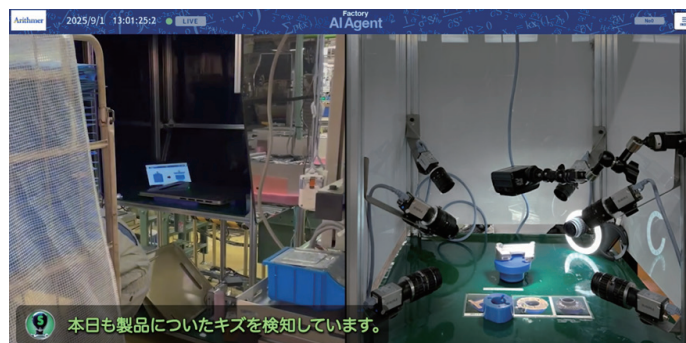 Arithmer
2025/9/1 13:01:25:2
LIVE
Factory
AI Agent
Null
本日も製品についたキズを検知しています。